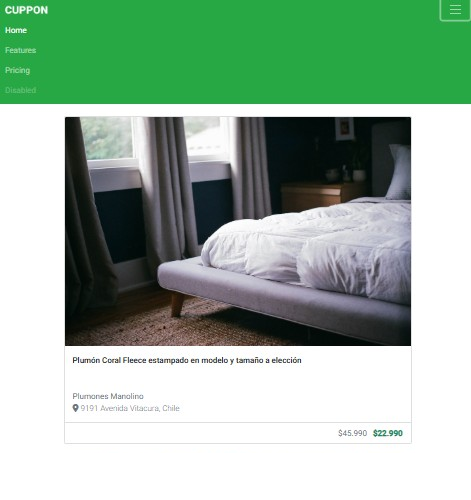 CUPPON
Home
Features
Pricing
Disabled
Plumón Coral Fleece estampado en modelo y tamaño a elección
Plumones Manolino
9191 Avenida Vitacura, Chile
$45.990 $22.990